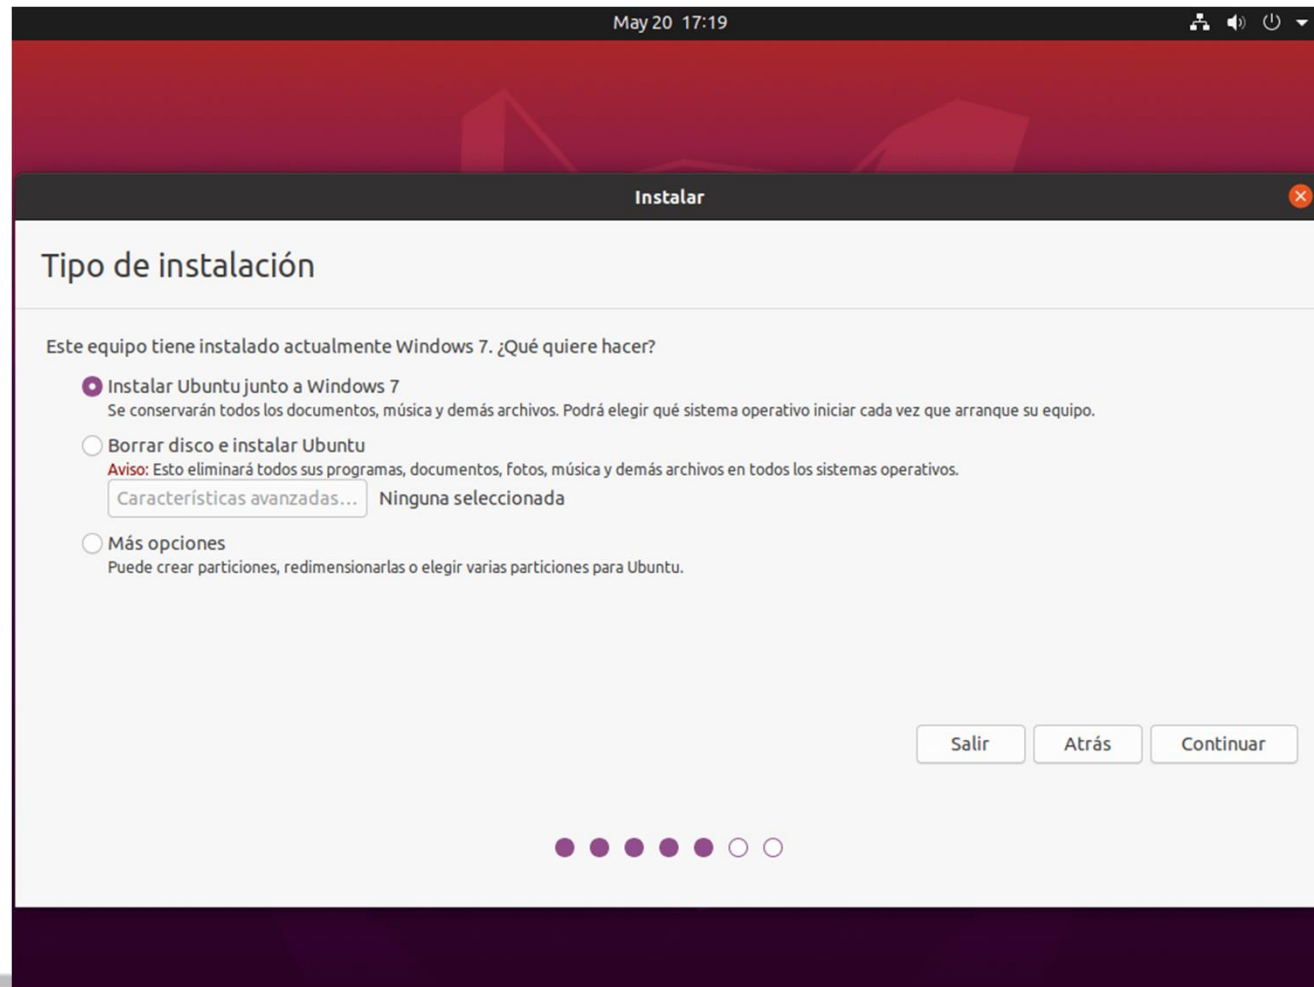 May 20 17:19
Instalar
Tipo de instalación
Este equipo tiene instalado actualmente Windows 7. ¿Qué quiere hacer?
Instalar Ubuntu junto a Windows 7
Se conservarán todos los documentos, música y demás archivos. Podrá elegir qué sistema operativo iniciar cada vez que arranque su equipo.
Borrar disco e instalar Ubuntu
Aviso: Esto eliminará todos sus programas, documentos, fotos, música y demás archivos en todos los sistemas operativos.
Características avanzadas... Ninguna seleccionada
Más opciones
Puede crear particiones, redimensionarlas o elegir varias particiones para Ubuntu.
Salir Atrás Continuar